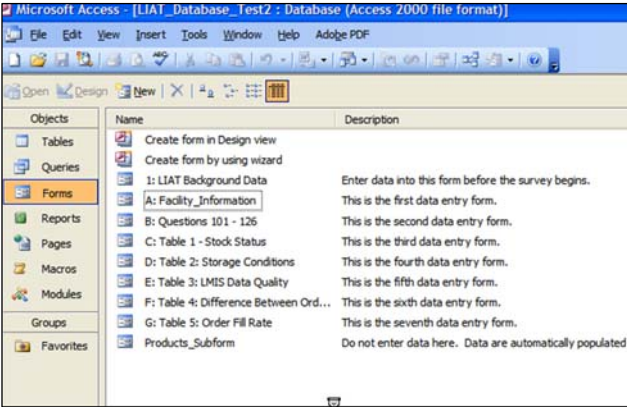 Microsoft Access - [LIAT_Database_Test2 : Database (Access 2000 file format)]
File Edit View Insert Tools Window Help Adobe PDF
Open Design New
Objects Name Description
Tables Create form in Design view
Queries Create form by using wizard
1: LIAT Background Data Enter data into this form before the survey begins.
Forms A: Facility_Information This is the first data entry form.
Reports B: Questions 101 - 126 This is the second data entry form.
Pages C: Table 1 - Stock Status This is the third data entry form.
Macros D: Table 2: Storage Conditions This is the fourth data entry form.
Modules E: Table 3: LMIS Data Quality This is the fifth data entry form.
F: Table 4: Difference Between Ord... This is the sixth data entry form.
Groups G: Table 5: Order Fill Rate This is the seventh data entry form.
Favorites Products_Subform Do not enter data here. Data are automatically populated